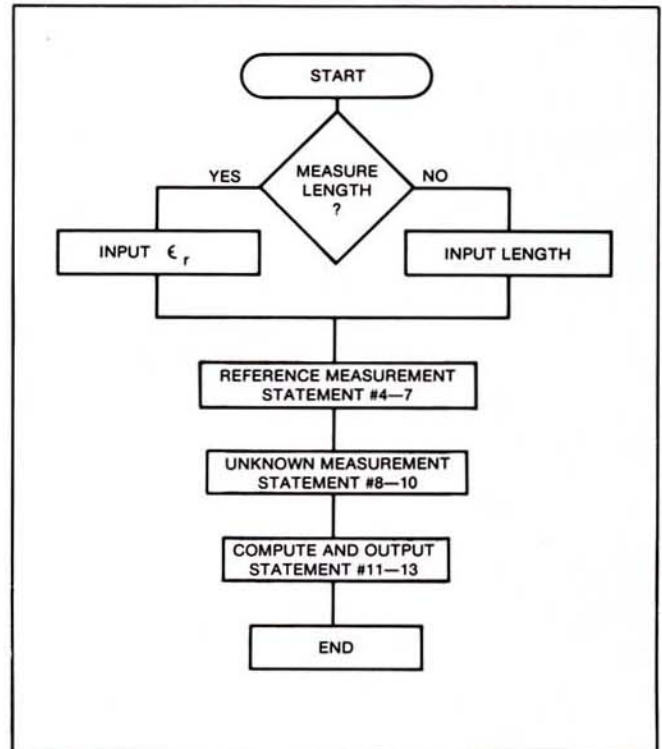 START
MEASURE
LENGTH
?
YES
NO
INPUT ϵr
INPUT LENGTH
REFERENCE MEASUREMENT
STATEMENT #4—7
UNKNOWN MEASUREMENT
STATEMENT #8—10
COMPUTE AND OUTPUT
STATEMENT #11—13
END